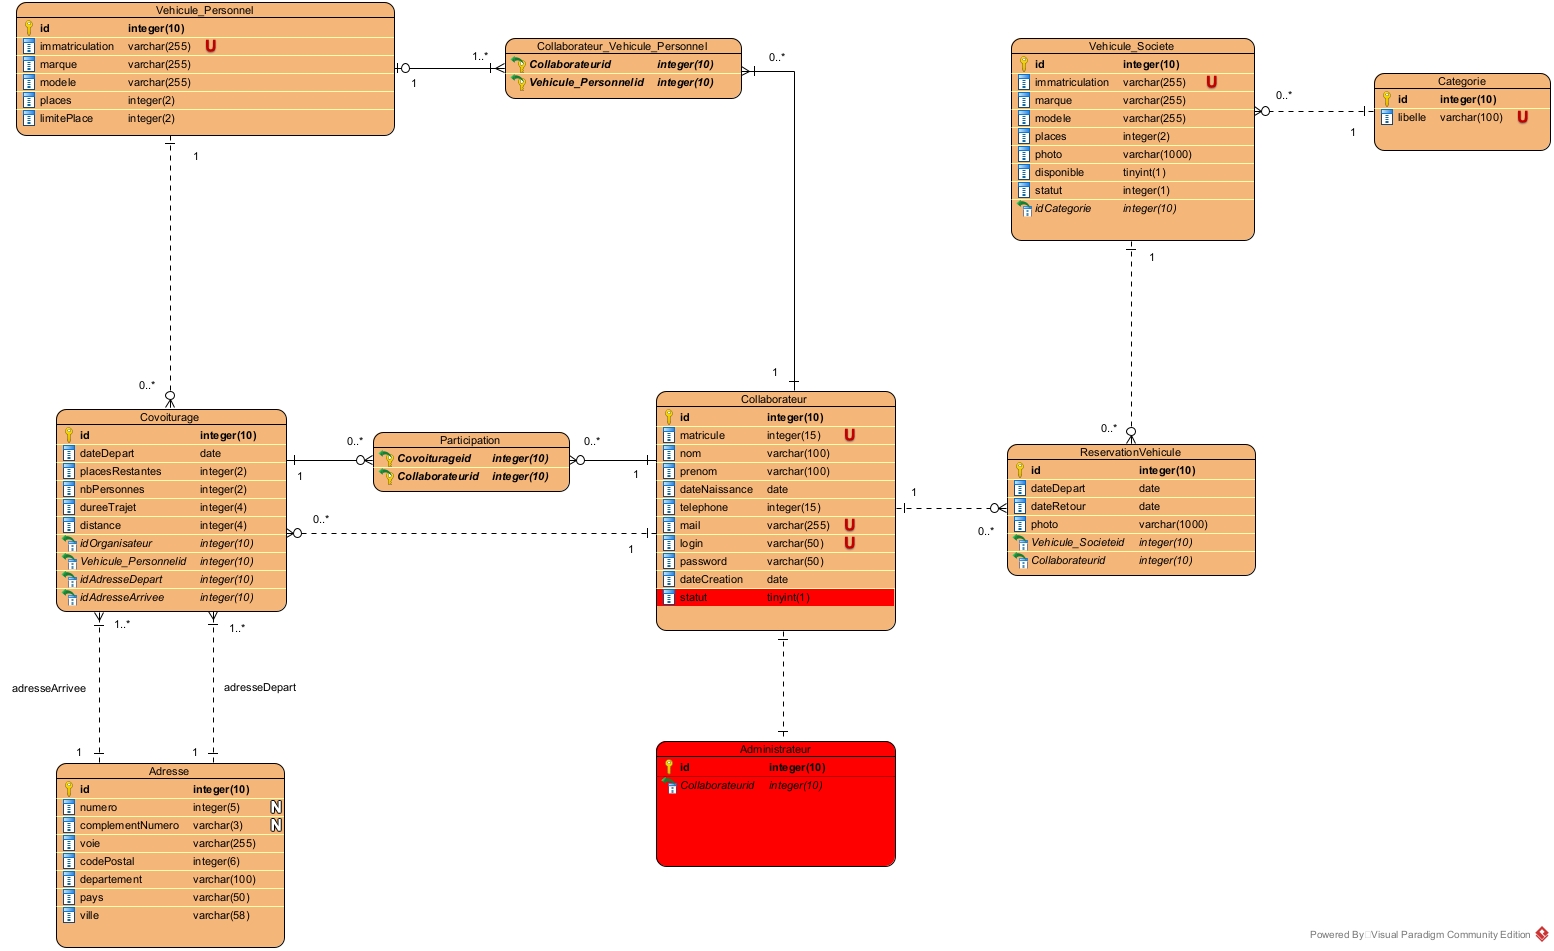 Vehicule_Personnel
id integer(10)
immatriculation varchar(255) U
marque varchar(255)
modele varchar(255)
places integer(2)
limitePlace integer(2)
1
1..*
Collaborateur_Vehicule_Personnel
Collaborateurid integer(10)
Vehicule_Personnelid integer(10)
0..*
1
Vehicule_Societe
id integer(10)
immatriculation varchar(255) U
marque varchar(255)
modele varchar(255)
places integer(2)
photo varchar(1000)
disponible tinyint(1)
statut integer(1)
idCategorie integer(10)
0..*
1
Categorie
id integer(10)
libelle varchar(100) U
1
0..*
1
0..*
Covoiturage
id integer(10)
dateDepart date
placesRestantes integer(2)
nbPersonnes integer(2)
dureeTrajet integer(4)
distance integer(4)
idOrganisateur integer(10)
Vehicule_Personnelid integer(10)
idAdresseDepart integer(10)
idAdresseArrivee integer(10)
0..*
1
Participation
Covoiturageid integer(10)
Collaborateurid integer(10)
0..*
1
0..*
1
Collaborateur
id integer(10)
matricule integer(15) U
nom varchar(100)
prenom varchar(100)
dateNaissance date
telephone integer(15)
mail varchar(255) U
login varchar(50) U
password varchar(50)
dateCreation date
statut tinyint(1)
1
0..*
ReservationVehicule
id integer(10)
dateDepart date
dateRetour date
photo varchar(1000)
Vehicule_Societeid integer(10)
Collaborateurid integer(10)
1..*
1..*
adresseArrivee
adresseDepart
1
1
Adresse
id integer(10)
numero integer(5) N
complementNumero varchar(3) N
voie varchar(255)
codePostal integer(6)
departement varchar(100)
pays varchar(50)
ville varchar(58)
Administrateur
id integer(10)
Collaborateurid integer(10)
Powered By Visual Paradigm Community Edition